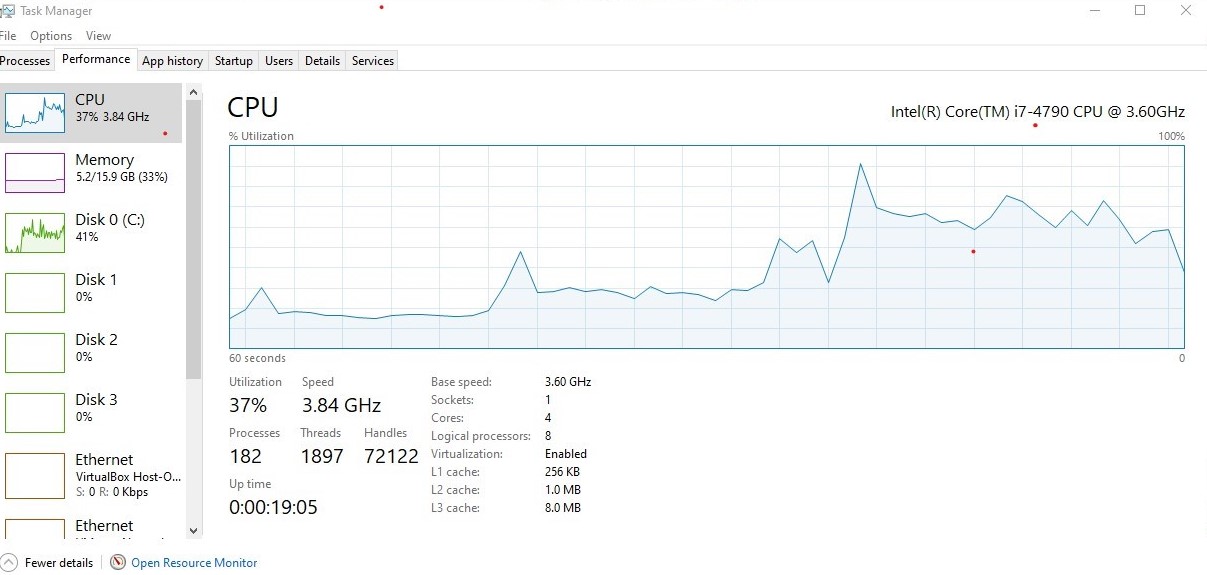 Task Manager
File Options View
Processes Performance App history Startup Users Details Services
CPU
37% 3.84 GHz
Memory
5.2/15.9 GB (33%)
Disk 0 (C:)
41%
Disk 1
0%
Disk 2
0%
Disk 3
0%
Ethernet
VirtualBox Host-O...
S: 0 R: 0 Kbps
Ethernet
CPU
Intel(R) Core(TM) i7-4790 CPU @ 3.60GHz
% Utilization 100%
60 seconds 0
Utilization Speed
37% 3.84 GHz
Processes Threads Handles
182 1897 72122
Up time
0:00:19:05
Base speed: 3.60 GHz
Sockets: 1
Cores: 4
Logical processors: 8
Virtualization: Enabled
L1 cache: 256 KB
L2 cache: 1.0 MB
L3 cache: 8.0 MB
Fewer details Open Resource Monitor